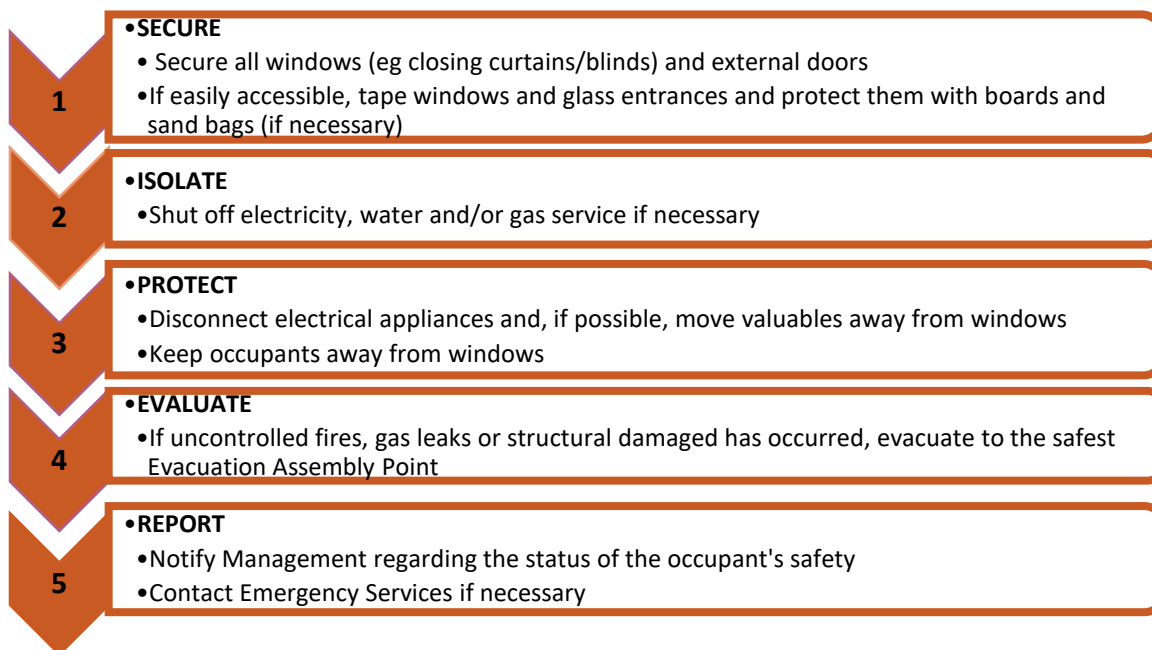 1
•SECURE
• Secure all windows (eg closing curtains/blinds) and external doors
•If easily accessible, tape windows and glass entrances and protect them with boards and
sand bags (if necessary)
2
•ISOLATE
•Shut off electricity, water and/or gas service if necessary
3
•PROTECT
•Disconnect electrical appliances and, if possible, move valuables away from windows
•Keep occupants away from windows
4
•EVALUATE
•If uncontrolled fires, gas leaks or structural damaged has occurred, evacuate to the safest
Evacuation Assembly Point
5
•REPORT
•Notify Management regarding the status of the occupant's safety
•Contact Emergency Services if necessary